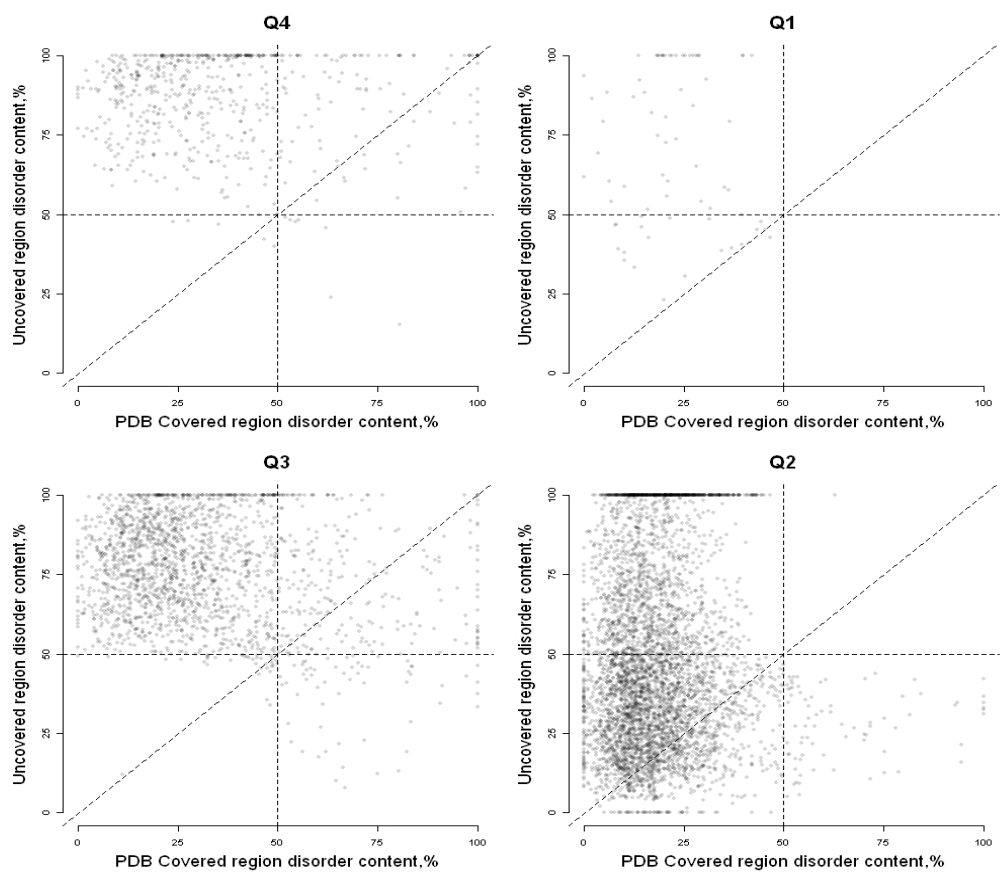 Q4
Uncovered region disorder content,%
100
75
50
25
0
0 25 50 75 100
PDB Covered region disorder content,%
Q1
Uncovered region disorder content,%
100
75
50
25
0
0 25 50 75 100
PDB Covered region disorder content,%
Q3
Uncovered region disorder content,%
100
75
50
25
0
0 25 50 75 100
PDB Covered region disorder content,%
Q2
Uncovered region disorder content,%
100
75
50
25
0
0 25 50 75 100
PDB Covered region disorder content,%